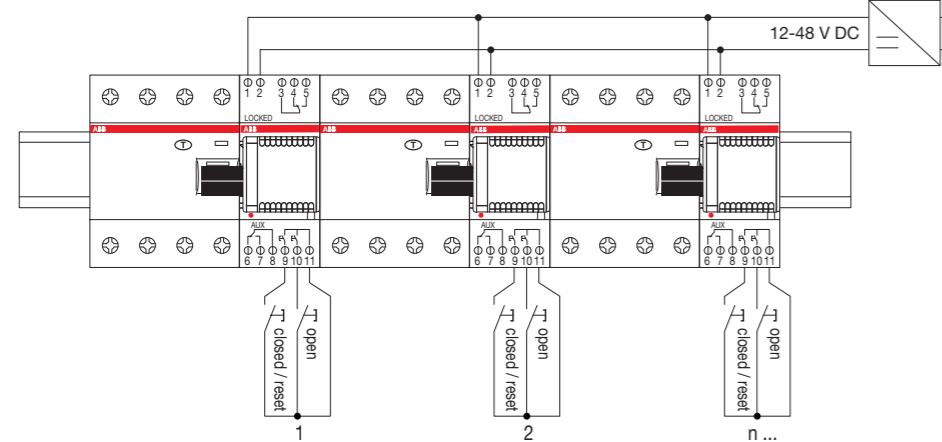 12-48 V DC
1 2 3 4 5
LOCKED
1 2 3 4 5
LOCKED
1 2 3 4 5
LOCKED
ABB ABB ABB ABB ABB ABB
T T T
AUX
6 7 8 9 10 11
AUX
6 7 8 9 10 11
AUX
6 7 8 9 10 11
closed / reset
open
closed / reset
open
closed / reset
open
1 2 n ...